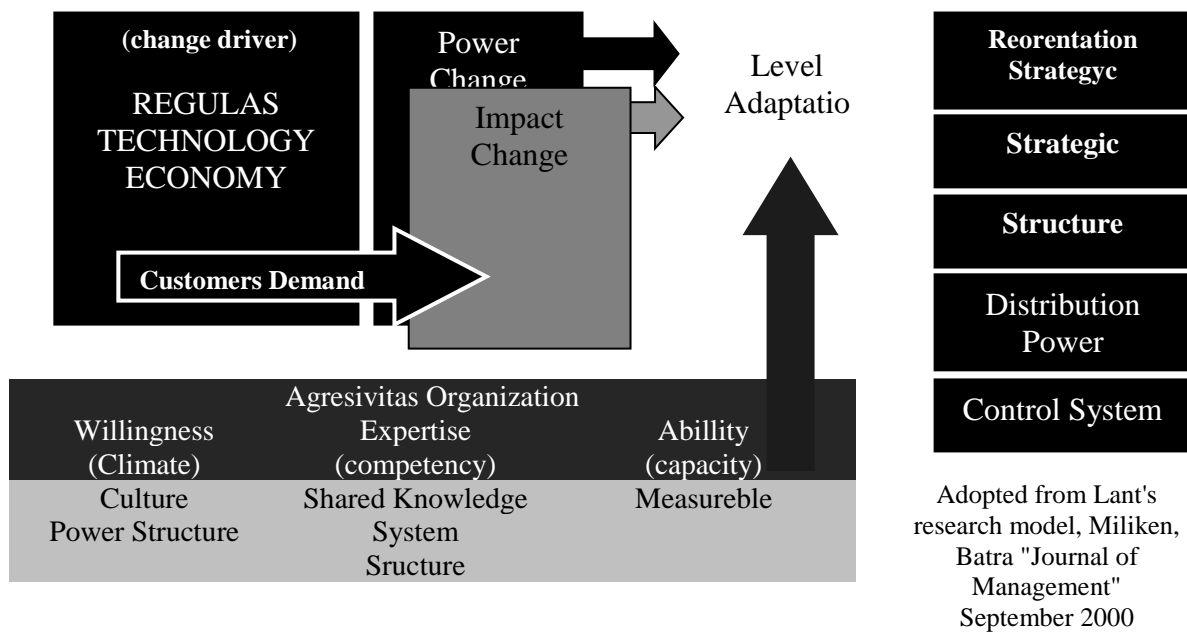 (change driver)
REGULAS
TECHNOLOGY
ECONOMY
Customers Demand
Power
Change
Impact
Change
Level
Adaptatio
Agresivitas Organization
Willingness
(Climate)
Expertise
(competency)
Abillity
(capacity)
Culture
Power Structure
Shared Knowledge
System
Sructure
Measureble
Reorentation
Strategyc
Strategic
Structure
Distribution
Power
Control System
Adopted from Lant's
research model, Miliken,
Batra "Journal of
Management"
September 2000